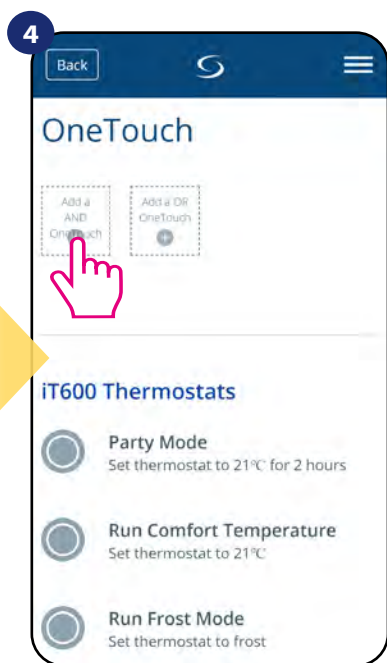 4
Back
OneTouch
Add a
AND
OneTouch
Add a OR
OneTouch
iT600 Thermostats
Party Mode
Set thermostat to 21°C for 2 hours
Run Comfort Temperature
Set thermostat to 21°C
Run Frost Mode
Set thermostat to frost